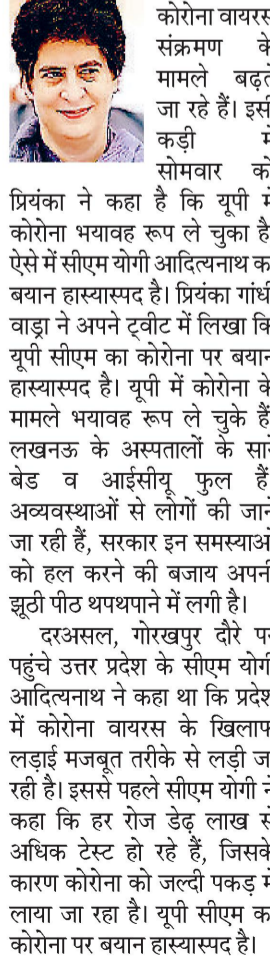 कोरोना वायरस
संक्रमण के
मामले बढ़ते
जा रहे हैं। इसी
कड़ी में
सोमवार को
प्रियंका ने कहा है कि यूपी में
कोरोना भयावह रूप ले चुका है
ऐसे में सीएम योगी आदित्यनाथ का
बयान हास्यास्पद है। प्रियंका गांधी
वाड्रा ने अपने ट्वीट में लिखा कि
यूपी सीएम का कोरोना पर बयान
हास्यास्पद है। यूपी में कोरोना के
मामले भयावह रूप ले चुके हैं
लखनऊ के अस्पतालों के सारे
बेड व आईसीयू फुल हैं
अव्यवस्थाओं से लोगों की जान
जा रही हैं, सरकार इन समस्याओं
को हल करने की बजाय अपनी
झूठी पीठ थपथपाने में लगी है।
दरअसल, गोरखपुर दौरे पर
पहुंचे उत्तर प्रदेश के सीएम योगी
आदित्यनाथ ने कहा था कि प्रदेश
में कोरोना वायरस के खिलाफ
लड़ाई मजबूत तरीके से लड़ी जा
रही है। इससे पहले सीएम योगी ने
कहा कि हर रोज डेढ़ लाख से
अधिक टेस्ट हो रहे हैं, जिसके
कारण कोरोना को जल्दी पकड़ में
लाया जा रहा है। यूपी सीएम का
कोरोना पर बयान हास्यास्पद है।